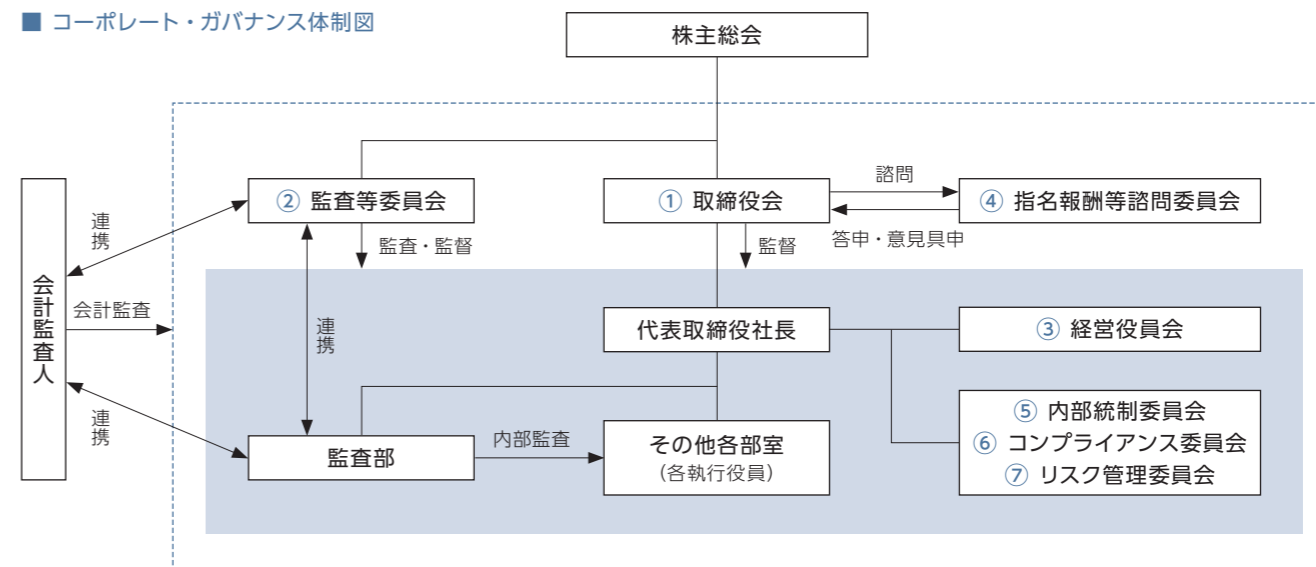 ■ コーポレート・ガバナンス体制図
株主総会
② 監査等委員会
① 取締役会
諮問
④ 指名報酬等諮問委員会
答申・意見具申
連携
監査・監督
監督
会計監査人
会計監査
連携
代表取締役社長
③ 経営役員会
連携
監査部
内部監査
その他各部室
（各執行役員）
⑤ 内部統制委員会
⑥ コンプライアンス委員会
⑦ リスク管理委員会